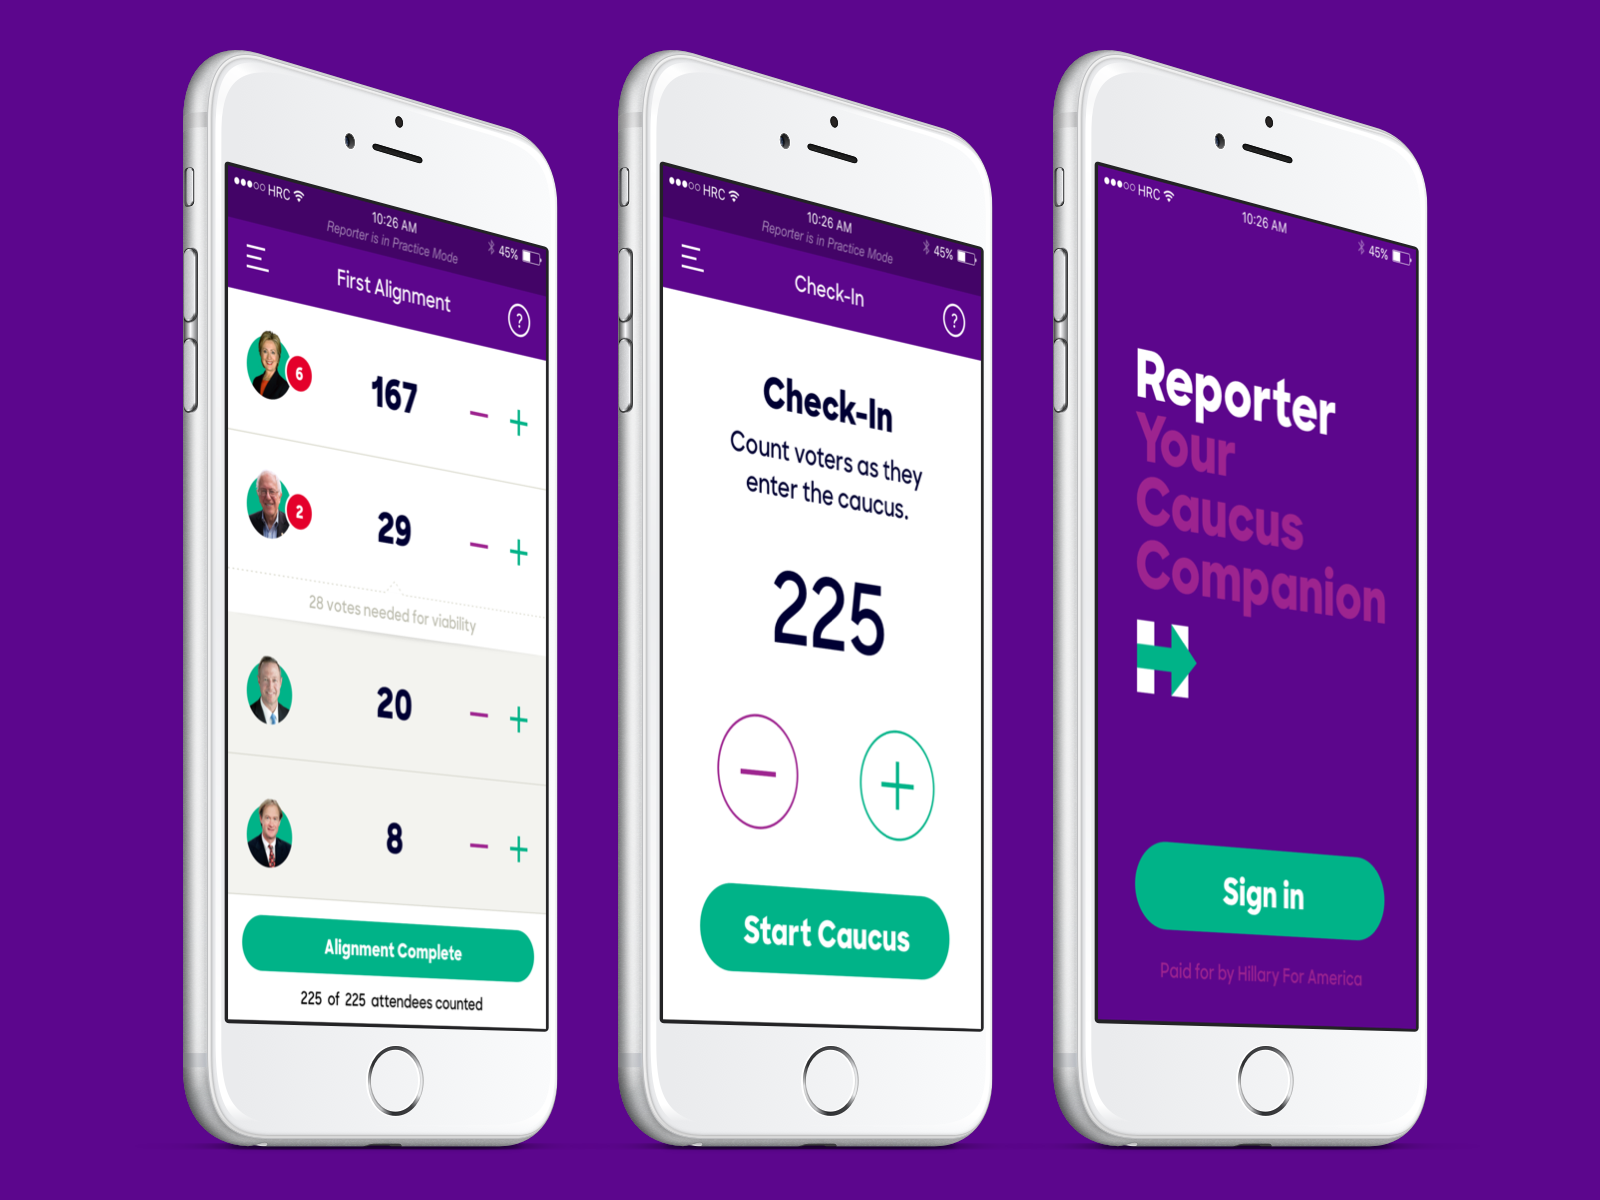 HRC
10:26 AM
45%
Reporter is in Practice Mode
First Alignment
?
6
167
− +
2
29
− +
28 votes needed for viability
20
− +
8
− +
Alignment Complete
225 of 225 attendees counted
HRC
10:26 AM
45%
Reporter is in Practice Mode
Check-In
?
Check-In
Count voters as they
enter the caucus.
225
− +
Start Caucus
HRC
10:26 AM
45%
Reporter
Your
Caucus
Companion
H
Sign in
Paid for by Hillary For America